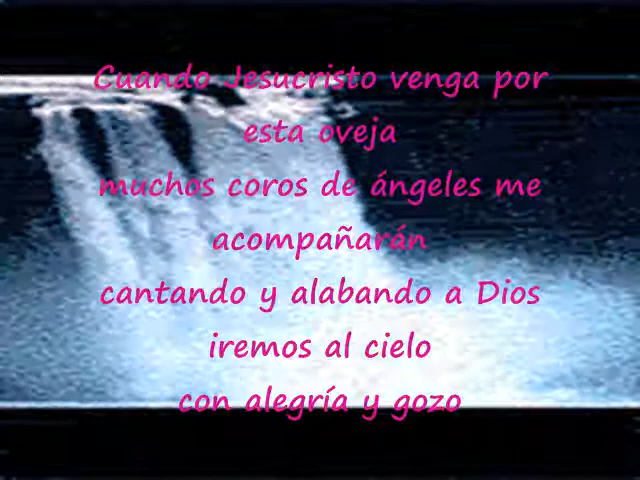 Cuando Jesucristo venga por
esta oveja
muchos coros de ángeles me
acompañarán
cantando y alabando a Dios
iremos al cielo
con alegría y gozo